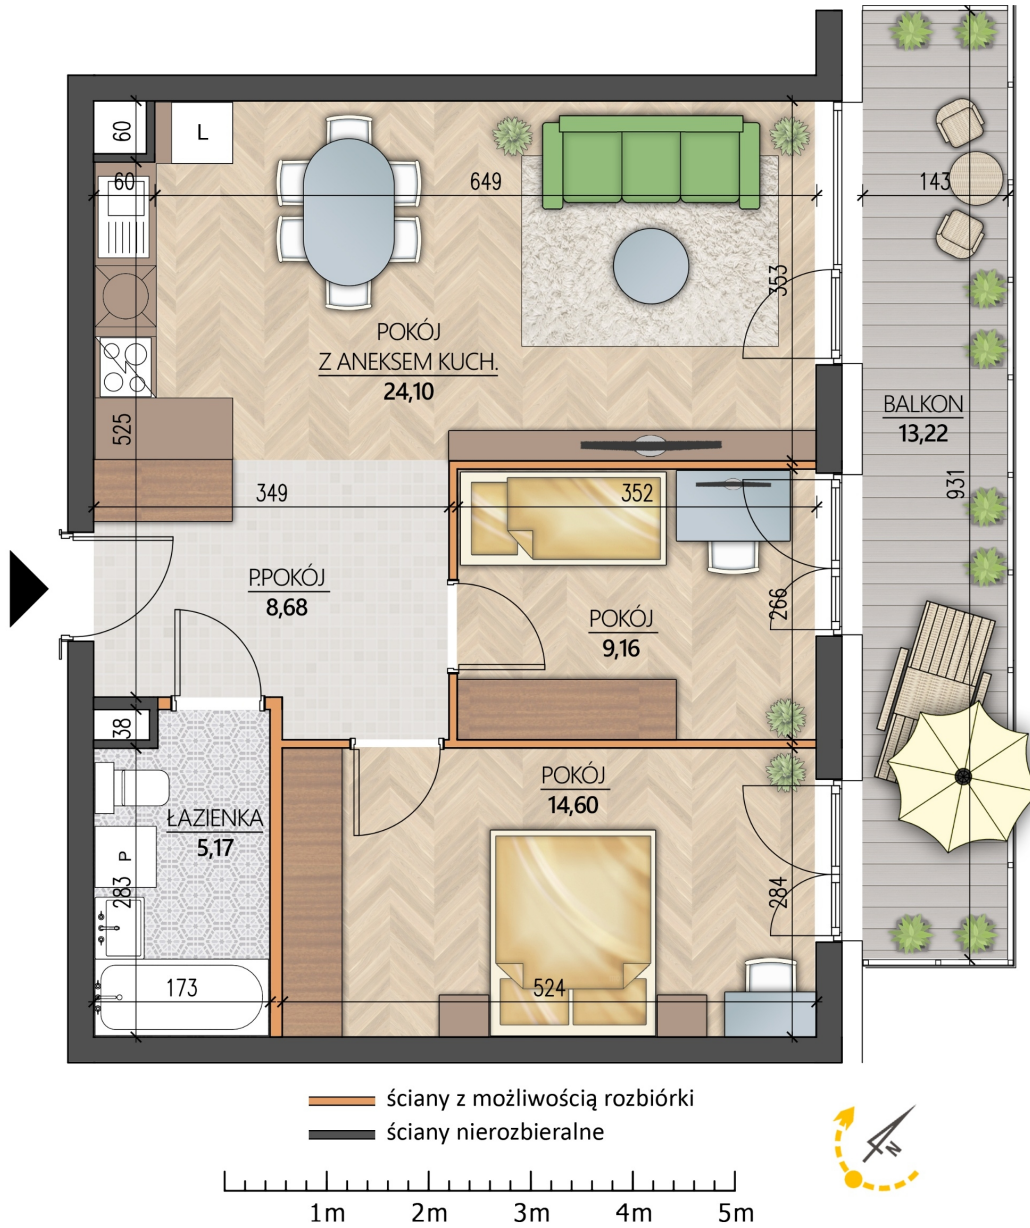 60
L
60
649
143
353
POKÓJ
Z ANEKSEM KUCH.
24,10
BALKON
13,22
525
349
352
931
P.POKÓJ
8,68
266
POKÓJ
9,16
38
POKÓJ
14,60
ŁAZIENKA
5,17
P
283
284
173
524
ściany z możliwością rozbiórki
ściany nierozbieralne
N
1m 2m 3m 4m 5m